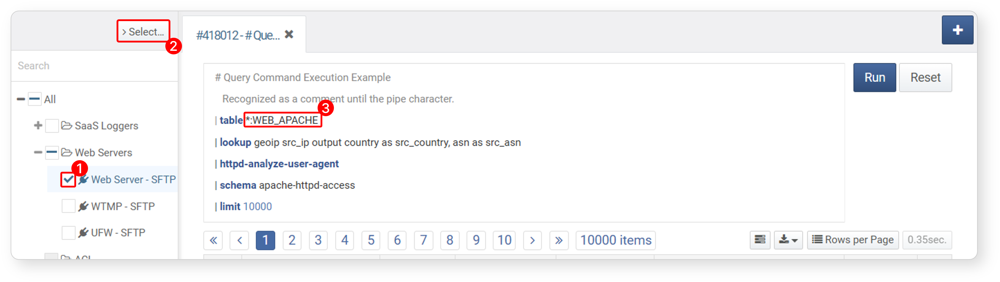 > Select...
2
#418012 - # Que...
Search
# Query Command Execution Example
Run
Reset
Recognized as a comment until the pipe character.
All
3
| table *:WEB_APACHE
SaaS Loggers
| lookup geoip src_ip output country as src_country, asn as src_asn
Web Servers
| httpd-analyze-user-agent
1
Web Server - SFTP
| schema apache-httpd-access
WTMP - SFTP
| limit 10000
UFW - SFTP
« < 1 2 3 4 5 6 7 8 9 10 > » 10000 items
Rows per Page
0.35sec.